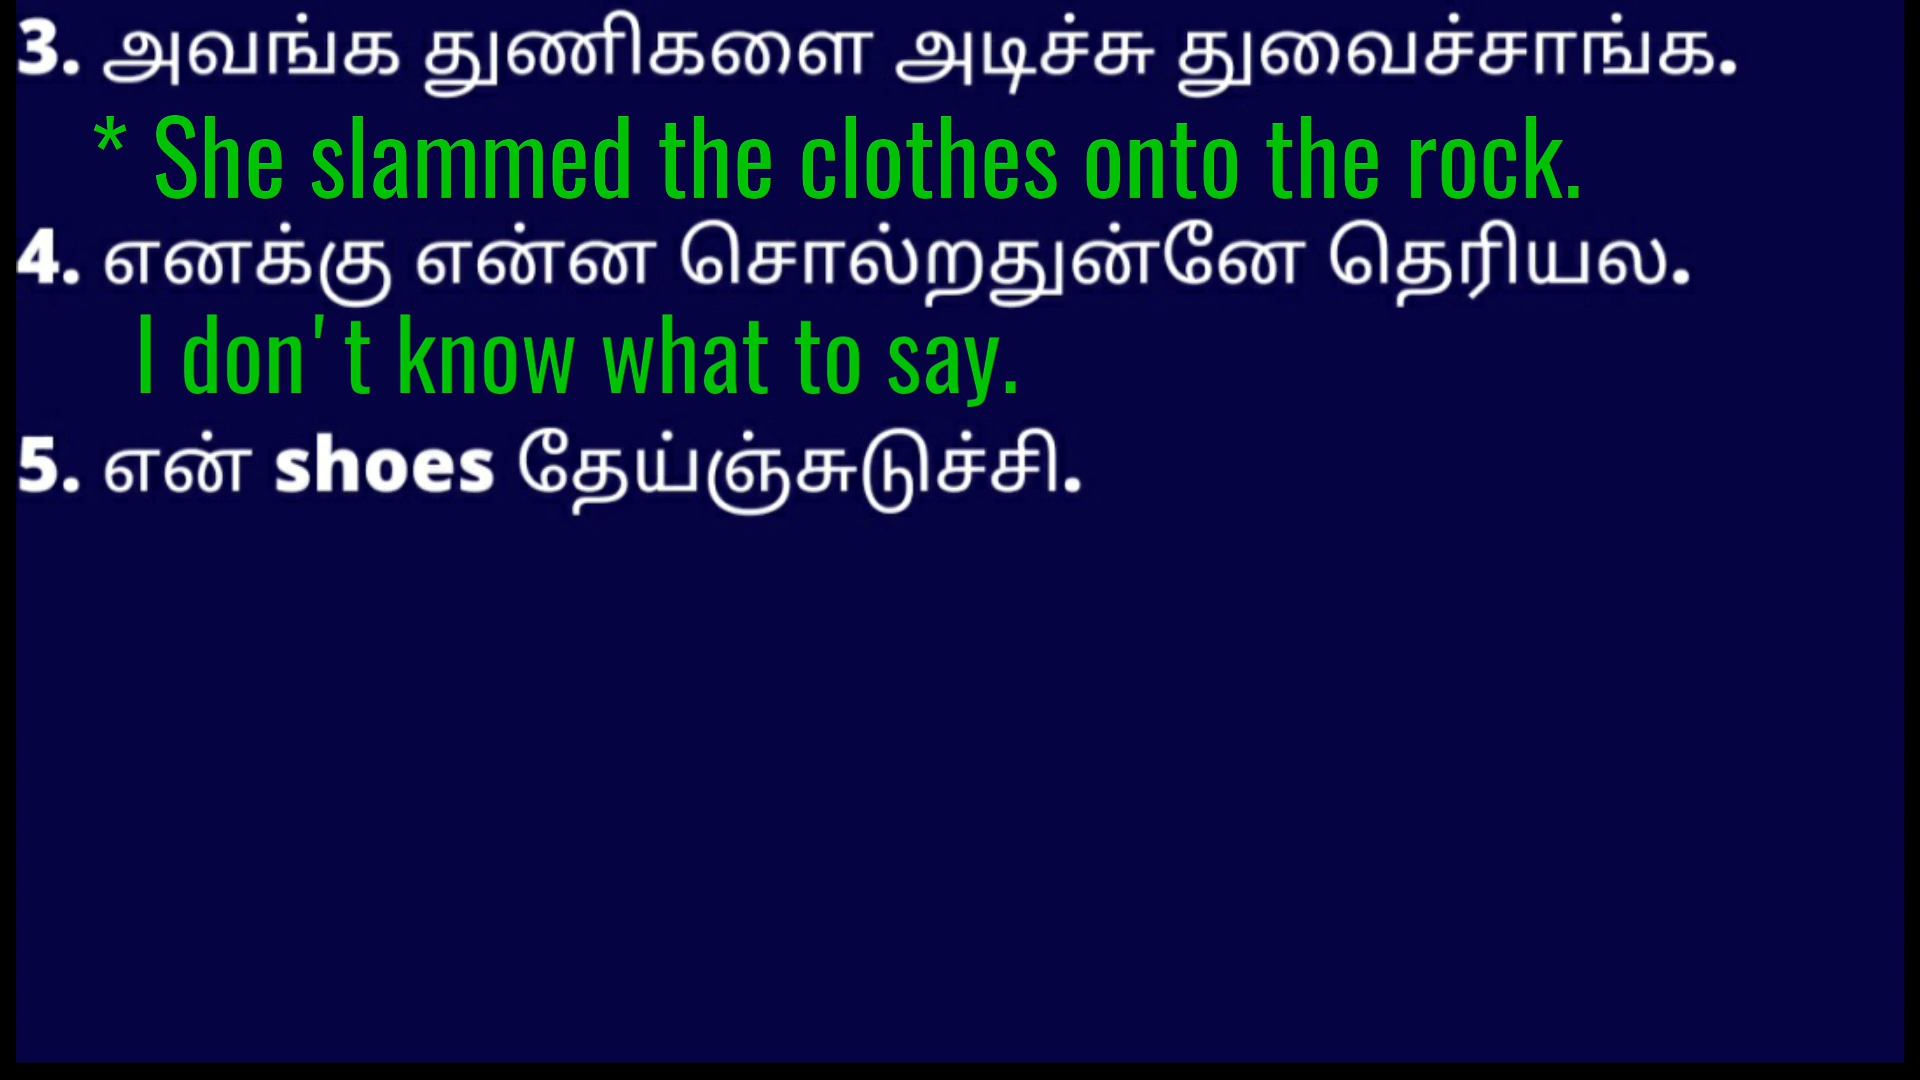 3. அவங்க துணிகளை அடிச்சு துவைச்சாங்க.
* She slammed the clothes onto the rock.
4. எனக்கு என்ன சொல்றதுன்னே தெரியல.
I don't know what to say.
5. என் shoes தேய்ஞ்சுடுச்சி.